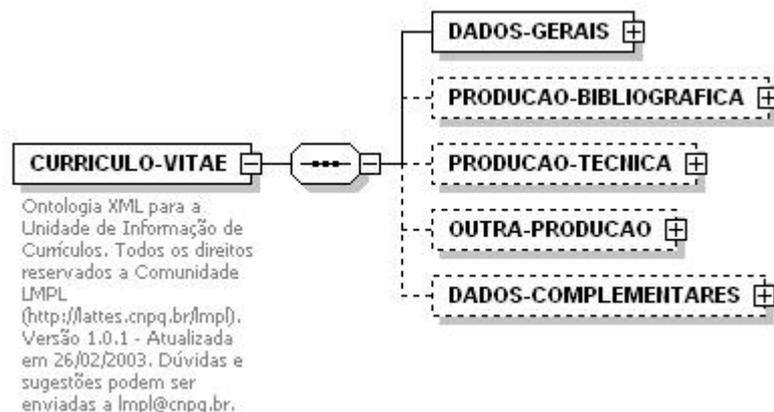 DADOS-GERAIS
PRODUCAO-BIBLIOGRAFICA
CURRICULO-VITAE
PRODUCAO-TECNICA
OUTRA-PRODUCAO
DADOS-COMPLEMENTARES
Ontologia XML para a
Unidade de Informação de
Currículos. Todos os direitos
reservados a Comunidade
LMPL
(http://lattes.cnpq.br/lmpl).
Versão 1.0.1 - Atualizada
em 26/02/2003. Dúvidas e
sugestões podem ser
enviadas a lmpl@cnpq.br.